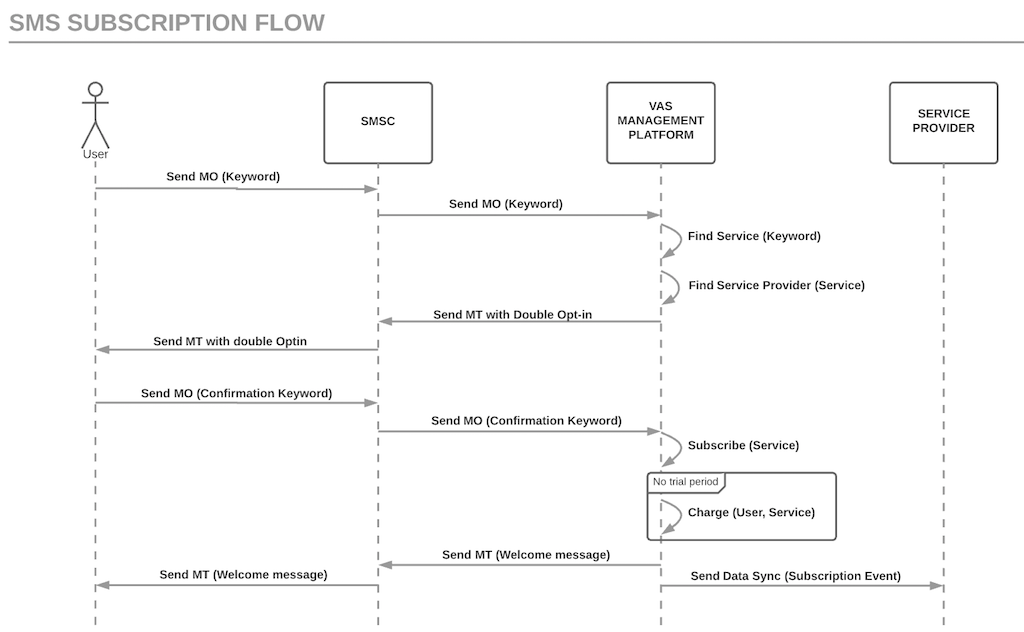 SMS SUBSCRIPTION FLOW
User
SMSC
VAS
MANAGEMENT
PLATFORM
SERVICE
PROVIDER
Send MO (Keyword)
Send MO (Keyword)
Find Service (Keyword)
Find Service Provider (Service)
Send MT with Double Opt-in
Send MT with double Optin
Send MO (Confirmation Keyword)
Send MO (Confirmation Keyword)
Subscribe (Service)
No trial period
Charge (User, Service)
Send MT (Welcome message)
Send MT (Welcome message)
Send Data Sync (Subscription Event)